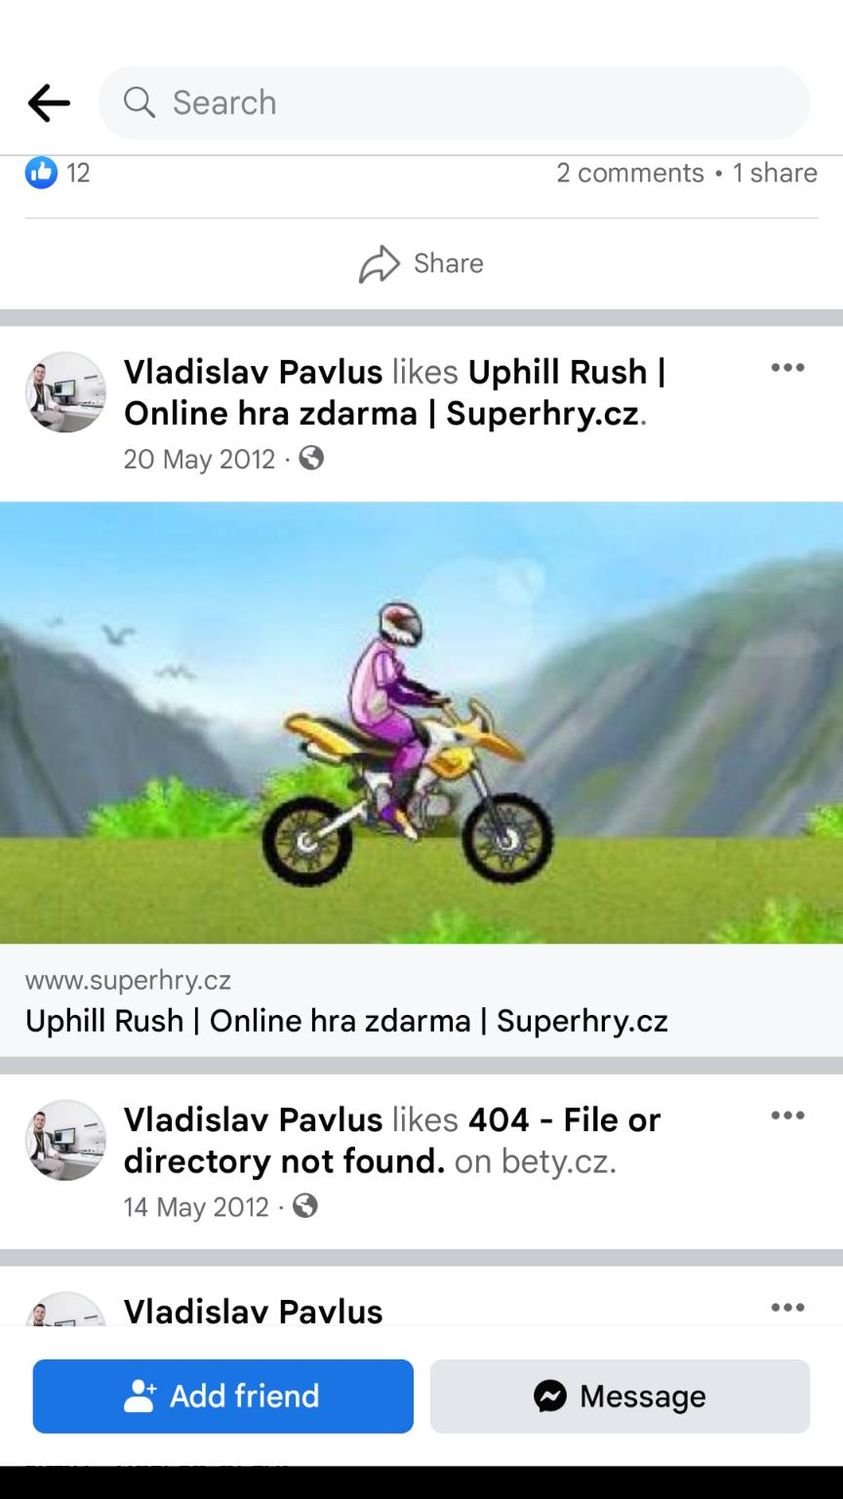 Search
12
2 comments • 1 share
Share
Vladislav Pavlus likes Uphill Rush |
Online hra zdarma | Superhry.cz.
20 May 2012 ·
www.superhry.cz
Uphill Rush | Online hra zdarma | Superhry.cz
Vladislav Pavlus likes 404 - File or
directory not found. on bety.cz.
14 May 2012 ·
Vladislav Pavlus
Add friend
Message